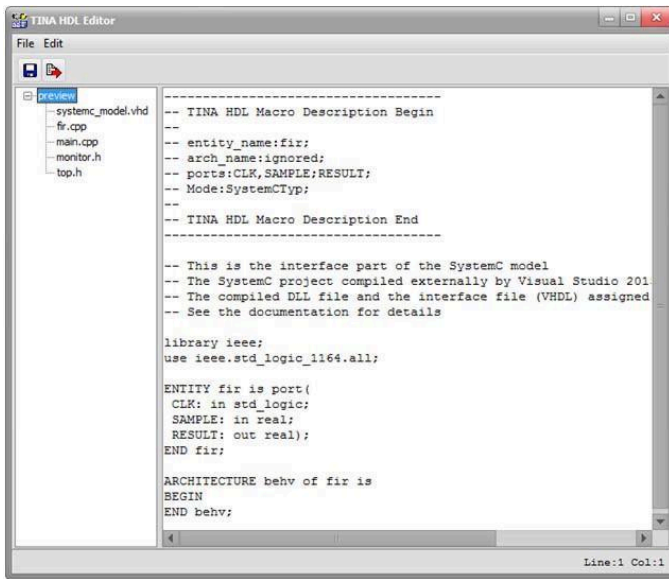 TINA HDL Editor
File Edit
preview
systemc_model.vhd
fir.cpp
main.cpp
monitor.h
top.h
------------------------------------
-- TINA HDL Macro Description Begin
--
-- entity_name:fir;
-- arch_name:ignored;
-- ports:CLK,SAMPLE;RESULT;
-- Mode:SystemCTyp;
--
-- TINA HDL Macro Description End
------------------------------------
-- This is the interface part of the SystemC model
-- The SystemC project compiled externally by Visual Studio 201
-- The compiled DLL file and the interface file (VHDL) assigned
-- See the documentation for details
library ieee;
use ieee.std_logic_1164.all;
ENTITY fir is port(
CLK: in std_logic;
SAMPLE: in real;
RESULT: out real);
END fir;
ARCHITECTURE behv of fir is
BEGIN
END behv;
Line:1 Col:1